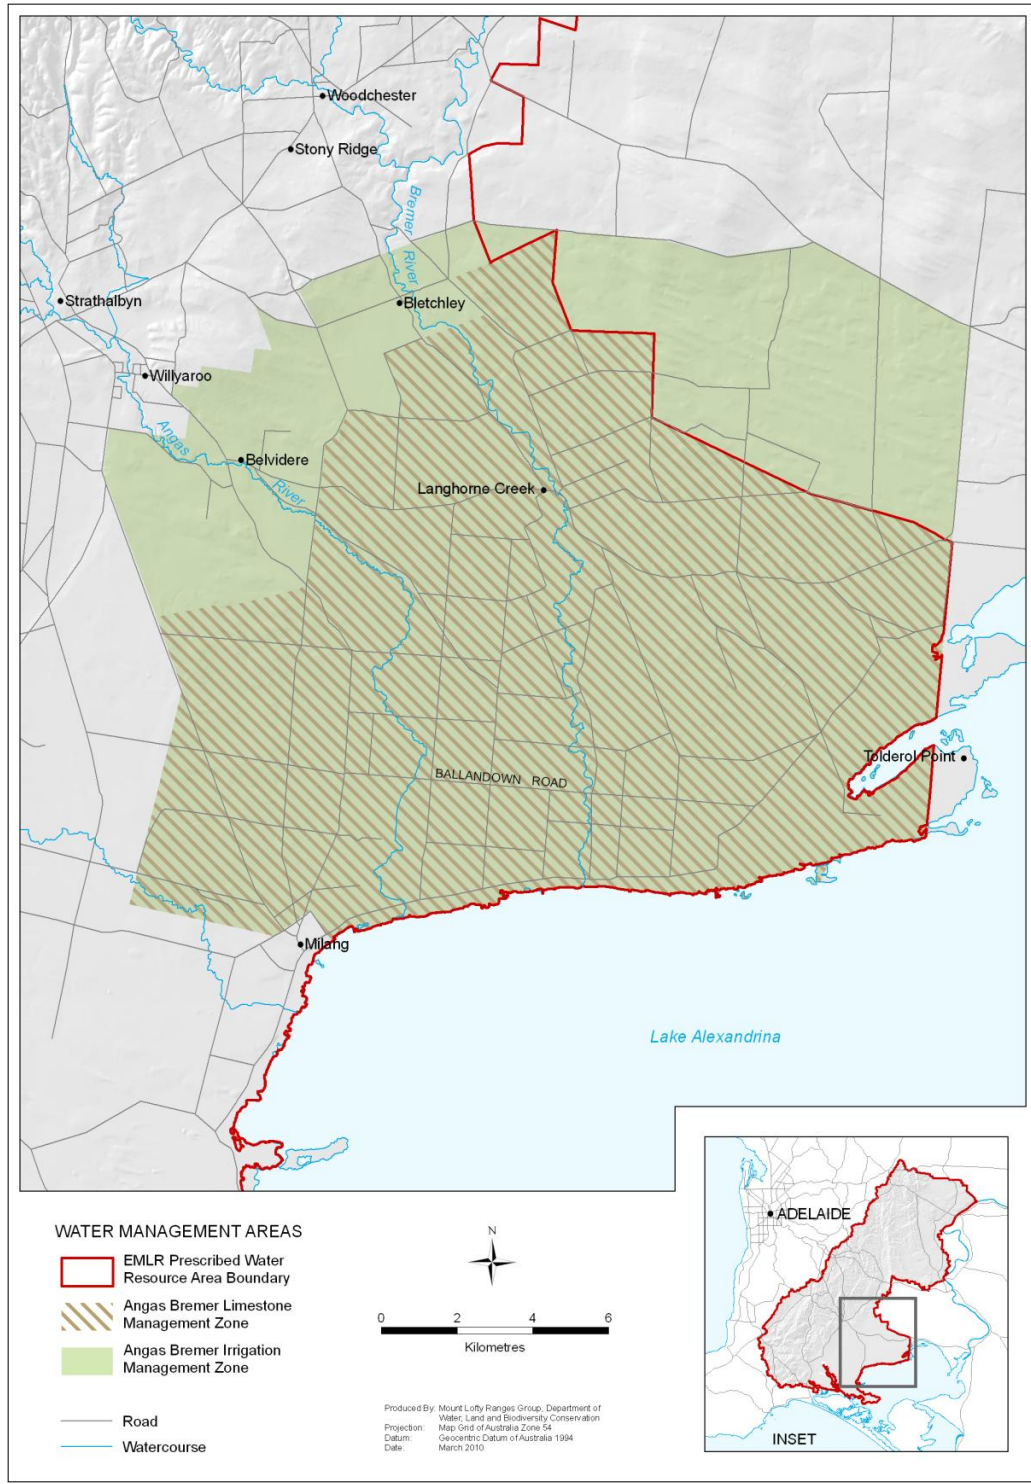 Woodchester
Stony Ridge
Bremer
River
Strathalbyn
Bletchley
Willyaroo
Angas
River
Belvidere
Langhorne Creek
Tolderol Point
BALLANDOWN ROAD
Milang
Lake Alexandrina
WATER MANAGEMENT AREAS
EMLR Prescribed Water
Resource Area Boundary
Angas Bremer Limestone
Management Zone
Angas Bremer Irrigation
Management Zone
Road
Watercourse
N
0 2 4 6
Kilometres
Produced By: Mount Lofty Ranges Group, Department of
Water, Land and Biodiversity Conservation
Projection: Map Grid of Australia Zone 54
Datum: Geocentric Datum of Australia 1994
Date: March 2010
ADELAIDE
INSET